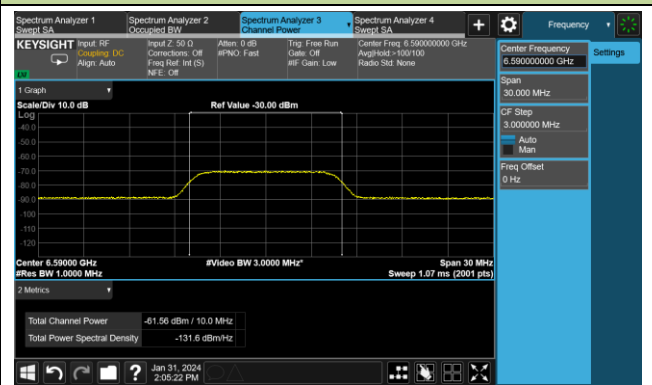 Spectrum Analyzer 1
Swept SA
Spectrum Analyzer 2
Occupied BW
Spectrum Analyzer 3
Channel Power
Spectrum Analyzer 4
Swept SA
+
Frequency
KEYSIGHT
Input: RF
Coupling: DC
Align: Auto
Input Z: 50 Ω
Corrections: Off
Freq Ref: Int (S)
NFE: Off
Atten: 0 dB
#PNO: Fast
Trig: Free Run
Gate: Off
#IF Gain: Low
Center Freq: 6.590000000 GHz
Avg|Hold:>100/100
Radio Std: None
Center Frequency
6.590000000 GHz
Settings
Span
30.000 MHz
CF Step
3.000000 MHz
Auto
Man
Freq Offset
0 Hz
1 Graph
Scale/Div 10.0 dB
Ref Value -30.00 dBm
Log
-40.0
-50.0
-60.0
-70.0
-80.0
-90.0
-100
-110
-120
Center 6.59000 GHz
#Video BW 3.0000 MHz*
Span 30 MHz
#Res BW 1.0000 MHz
Sweep 1.07 ms (2001 pts)
2 Metrics
Total Channel Power -61.56 dBm / 10.0 MHz
Total Power Spectral Density -131.6 dBm/Hz
?
Jan 31, 2024
2:05:22 PM